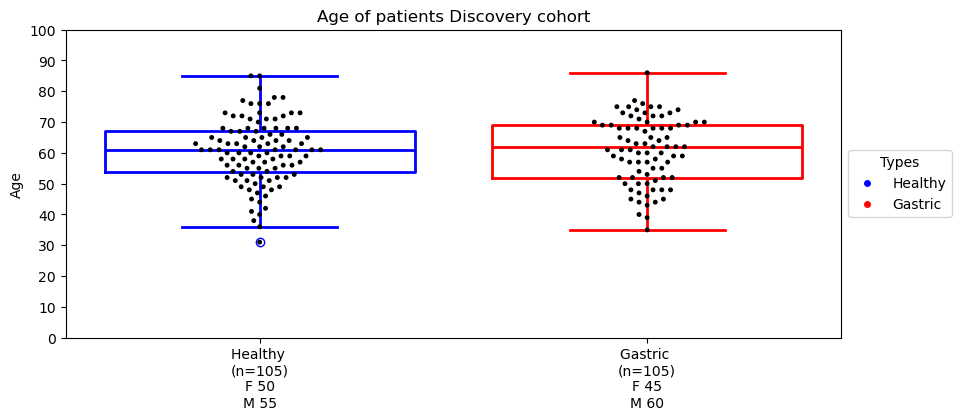 Age of patients Discovery cohort
100
90
80
70
60
50
40
30
20
10
0
Age
Types
Healthy
Gastric
Healthy
(n=105)
F 50
M 55
Gastric
(n=105)
F 45
M 60